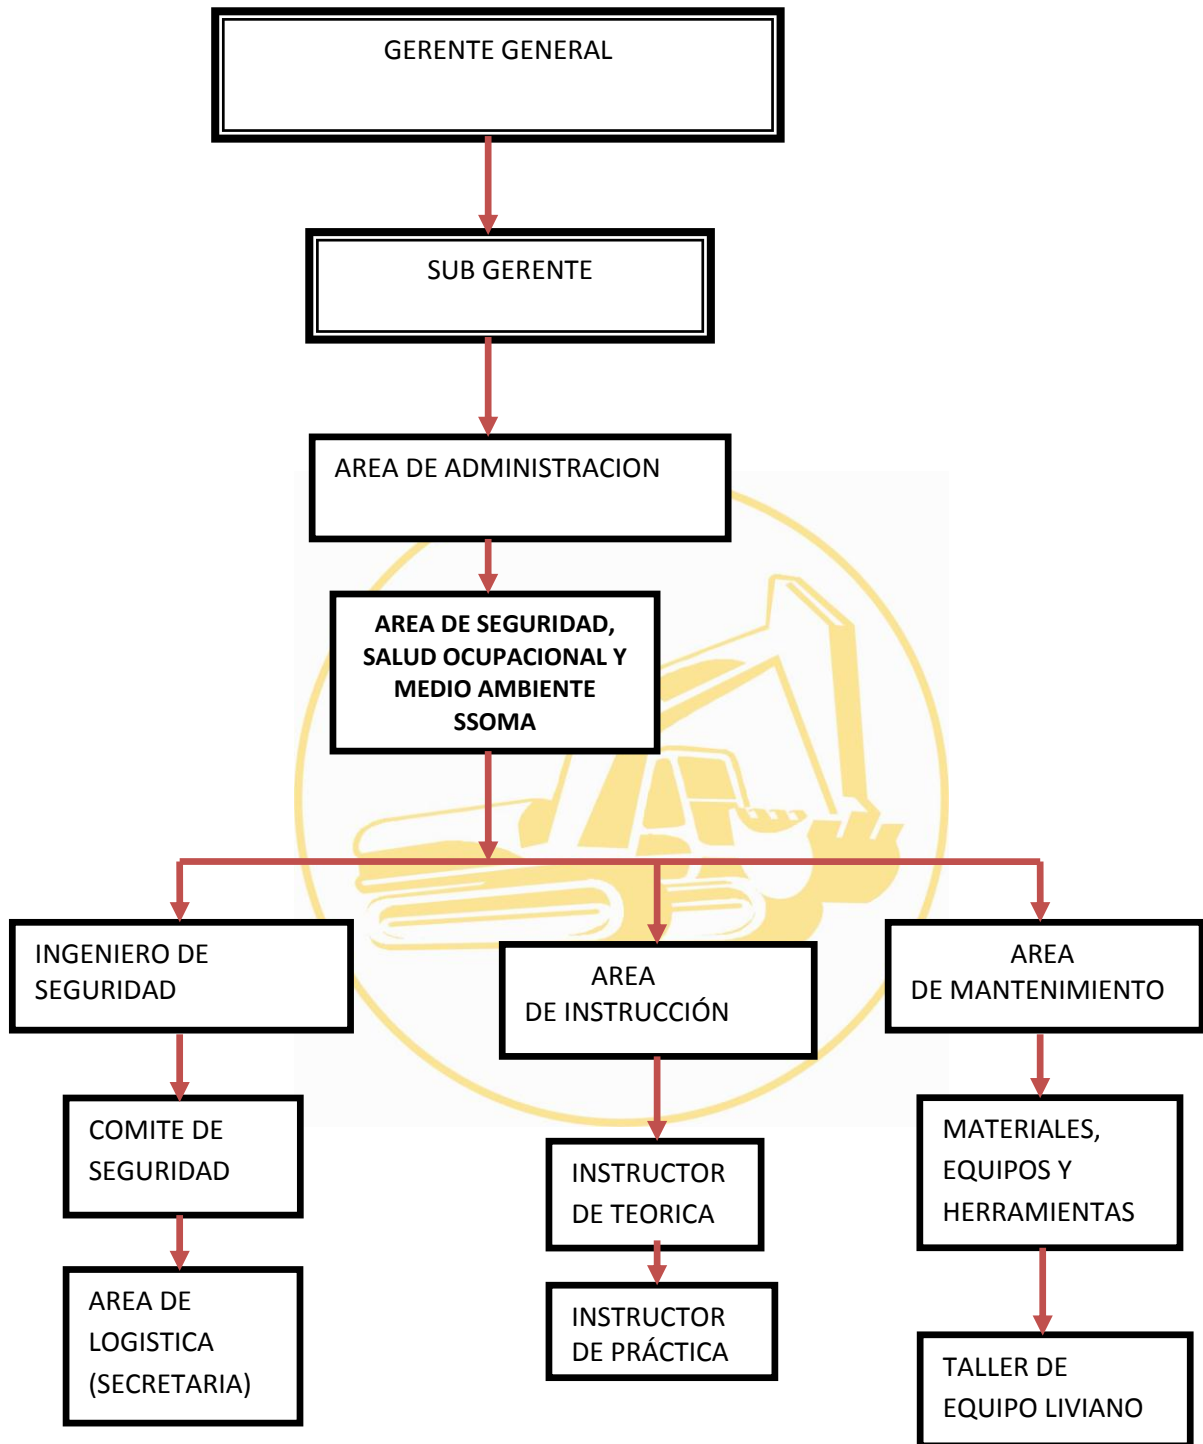 GERENTE GENERAL
SUB GERENTE
AREA DE ADMINISTRACION
AREA DE SEGURIDAD,
SALUD OCUPACIONAL Y
MEDIO AMBIENTE
SSOMA
INGENIERO DE
SEGURIDAD
AREA
DE INSTRUCCIÓN
AREA
DE MANTENIMIENTO
COMITE DE
SEGURIDAD
INSTRUCTOR
DE TEORICA
MATERIALES,
EQUIPOS Y
HERRAMIENTAS
AREA DE
LOGISTICA
(SECRETARIA)
INSTRUCTOR
DE PRÁCTICA
TALLER DE
EQUIPO LIVIANO